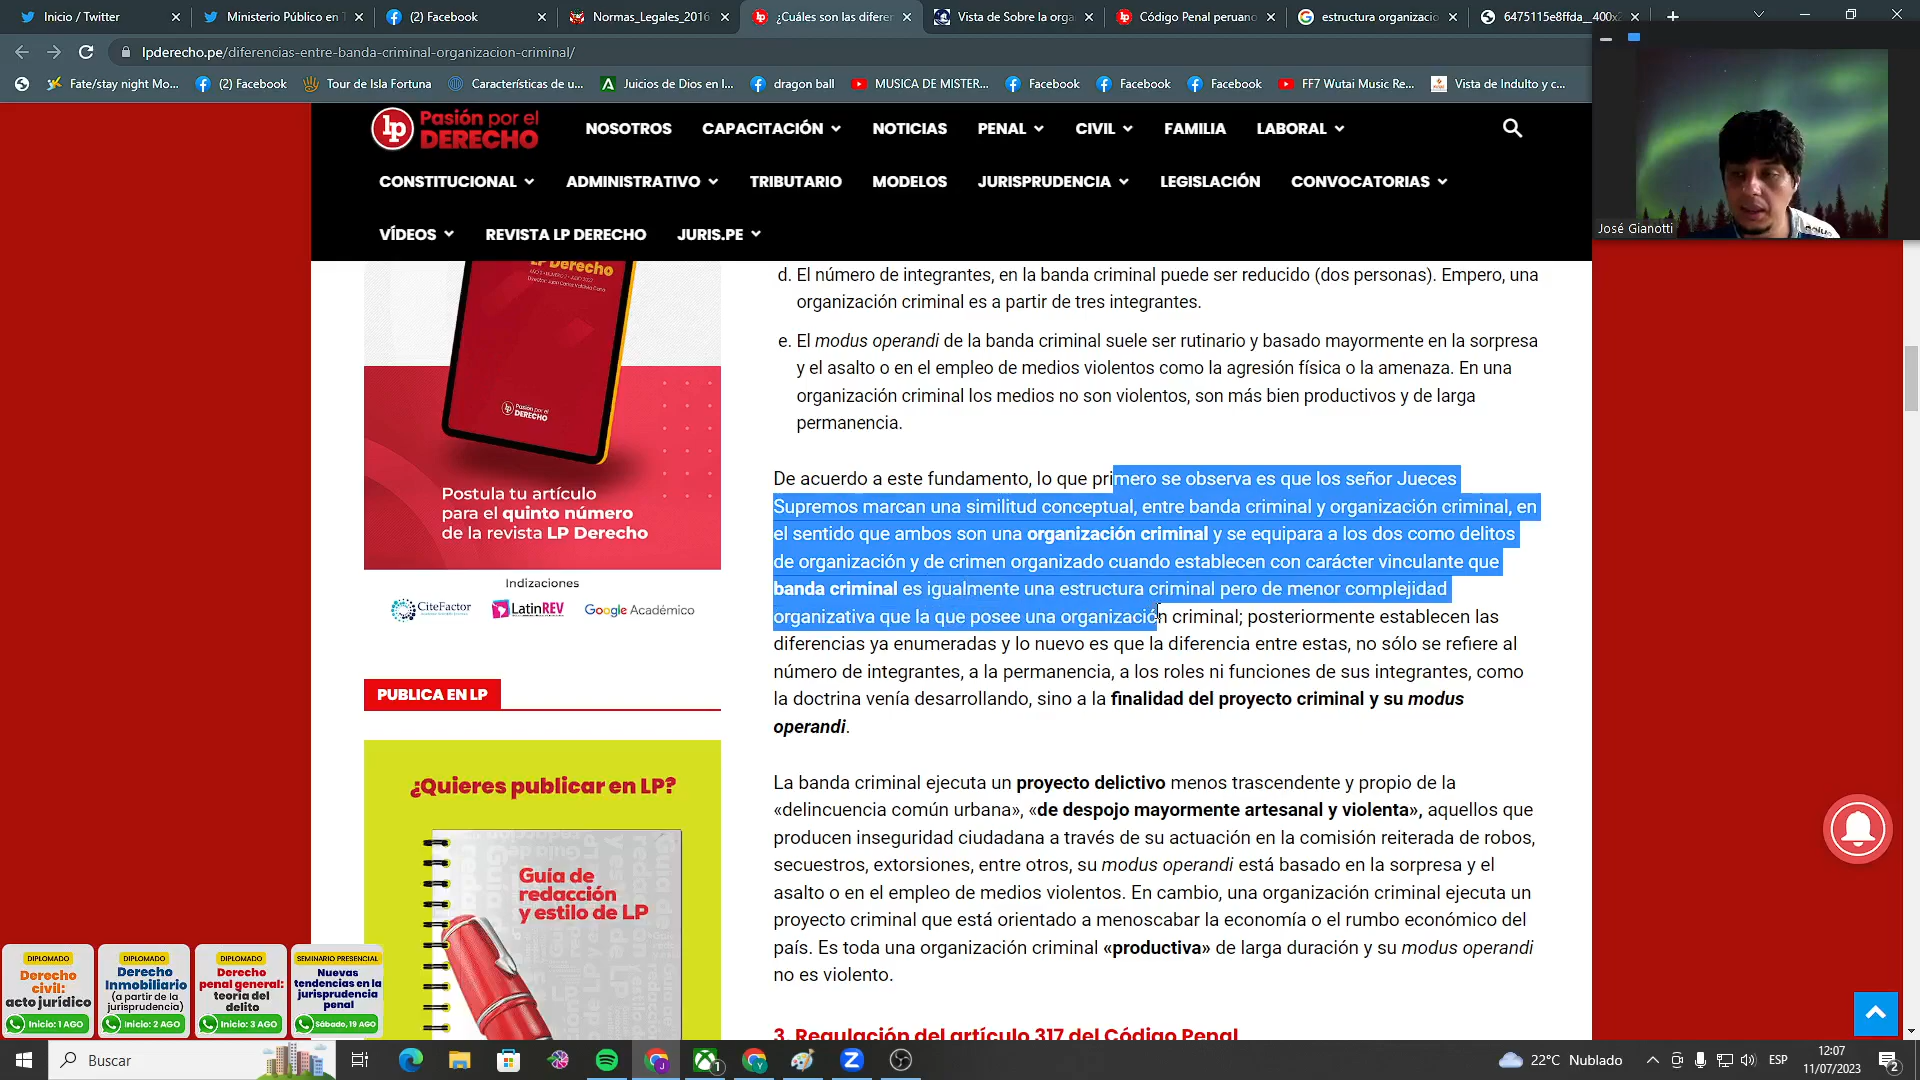 Inicio / Twitter
Ministerio Público en T
(2) Facebook
Normas_Legales_2016
¿Cuáles son las diferen
Vista de Sobre la orga
Código Penal peruano
estructura organizacio
6475115e8ffda__400x2
lpderecho.pe/diferencias-entre-banda-criminal-organizacion-criminal/
Fate/stay night Mo...
(2) Facebook
Tour de Isla Fortuna
Características de u...
Juicios de Dios en l...
dragon ball
MUSICA DE MISTER...
Facebook
Facebook
Facebook
FF7 Wutai Music Re...
Vista de Indulto y c...
José Gianotti
lp Pasión por el
DERECHO
NOSOTROS
CAPACITACIÓN
NOTICIAS
PENAL
CIVIL
FAMILIA
LABORAL
CONSTITUCIONAL
ADMINISTRATIVO
TRIBUTARIO
MODELOS
JURISPRUDENCIA
LEGISLACIÓN
CONVOCATORIAS
VÍDEOS
REVISTA LP DERECHO
JURIS.PE
LP Derecho
Pasión por el
DERECHO
Postula tu artículo
para el quinto número
de la revista LP Derecho
Indizaciones
CiteFactor
LatinREV
Google Académico
PUBLICA EN LP
¿Quieres publicar en LP?
Guía de
redacción
y estilo de LP
d. El número de integrantes, en la banda criminal puede ser reducido (dos personas). Empero, una
organización criminal es a partir de tres integrantes.
e. El modus operandi de la banda criminal suele ser rutinario y basado mayormente en la sorpresa
y el asalto o en el empleo de medios violentos como la agresión física o la amenaza. En una
organización criminal los medios no son violentos, son más bien productivos y de larga
permanencia.
De acuerdo a este fundamento, lo que primero se observa es que los señor Jueces
Supremos marcan una similitud conceptual, entre banda criminal y organización criminal, en
el sentido que ambos son una organización criminal y se equipara a los dos como delitos
de organización y de crimen organizado cuando establecen con carácter vinculante que
banda criminal es igualmente una estructura criminal pero de menor complejidad
organizativa que la que posee una organización criminal; posteriormente establecen las
diferencias ya enumeradas y lo nuevo es que la diferencia entre estas, no sólo se refiere al
número de integrantes, a la permanencia, a los roles ni funciones de sus integrantes, como
la doctrina venía desarrollando, sino a la finalidad del proyecto criminal y su modus
operandi.
La banda criminal ejecuta un proyecto delictivo menos trascendente y propio de la
«delincuencia común urbana», «de despojo mayormente artesanal y violenta», aquellos que
producen inseguridad ciudadana a través de su actuación en la comisión reiterada de robos,
secuestros, extorsiones, entre otros, su modus operandi está basado en la sorpresa y el
asalto o en el empleo de medios violentos. En cambio, una organización criminal ejecuta un
proyecto criminal que está orientado a menoscabar la economía o el rumbo económico del
país. Es toda una organización criminal «productiva» de larga duración y su modus operandi
no es violento.
3. Regulación del artículo 317 del Código Penal
DIPLOMADO
Derecho
civil:
acto jurídico
Inicio: 1 AGO
DIPLOMADO
Derecho
Inmobiliario
(a partir de la
jurisprudencia)
Inicio: 2 AGO
DIPLOMADO
Derecho
penal general:
teoría del
delito
Inicio: 3 AGO
SEMINARIO PRESENCIAL
Nuevas
tendencias en la
jurisprudencia
penal
Sábado, 19 AGO
Buscar
22°C Nublado
ESP
12:07
11/07/2023